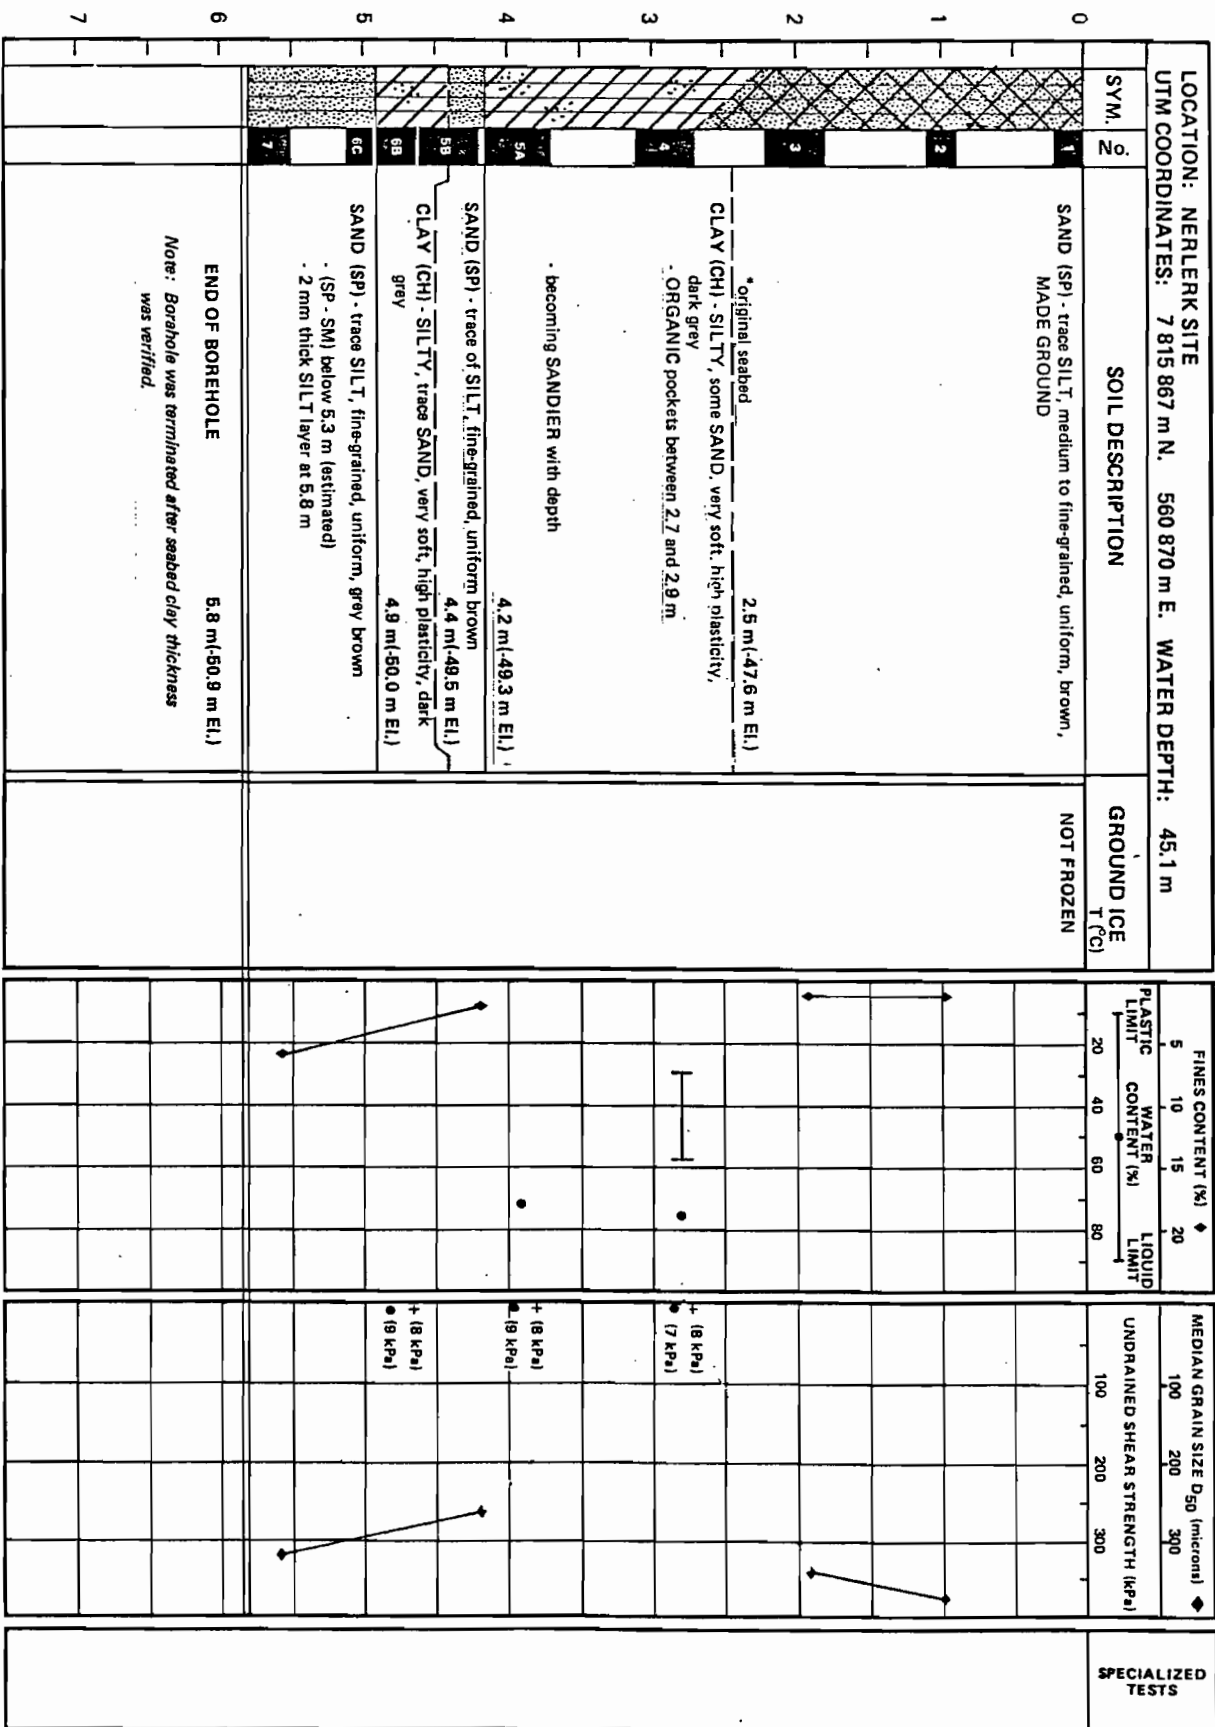 LOCATION: NERLERK SITE
UTM COORDINATES: 7 815 867 m N. 560 870 m E. WATER DEPTH: 45.1 m
SYM.
No.
SOIL DESCRIPTION
GROUND ICE
T (°C)
FINES CONTENT (%) ◆
5 10 15 20
PLASTIC LIMIT
WATER CONTENT (%)
LIQUID LIMIT
20 40 60 80
MEDIAN GRAIN SIZE D50 (microns) ◆
100 200 300
UNDRAINED SHEAR STRENGTH (kPa)
100 200 300
SPECIALIZED TESTS
0
1
2
3
4
5
6
7
1
2
3
4
5A
5B
6B
6C
7
SAND (SP) - trace SILT, medium to fine-grained, uniform, brown,
MADE GROUND
NOT FROZEN
2.5 m(-47.6 m El.)
*original seabed
CLAY (CH) - SILTY, some SAND, very soft, high plasticity,
dark grey
- ORGANIC pockets between 2.7 and 2.9 m
- becoming SANDIER with depth
4.2 m(-49.3 m El.)
SAND (SP) - trace of SILT, fine-grained, uniform brown
4.4 m(-49.5 m El.)
CLAY (CH) - SILTY, trace SAND, very soft, high plasticity, dark
grey
4.9 m(-50.0 m El.)
SAND (SP) - trace SILT, fine-grained, uniform, grey brown
- (SP - SM) below 5.3 m (estimated)
- 2 mm thick SILT layer at 5.8 m
5.8 m(-50.9 m El.)
END OF BOREHOLE
Note: Borahole was terminated after seabed clay thickness
was verified.
+ (8 kPa)
● (7 kPa)
+ (8 kPa)
● (9 kPa)
+ (8 kPa)
● (9 kPa)